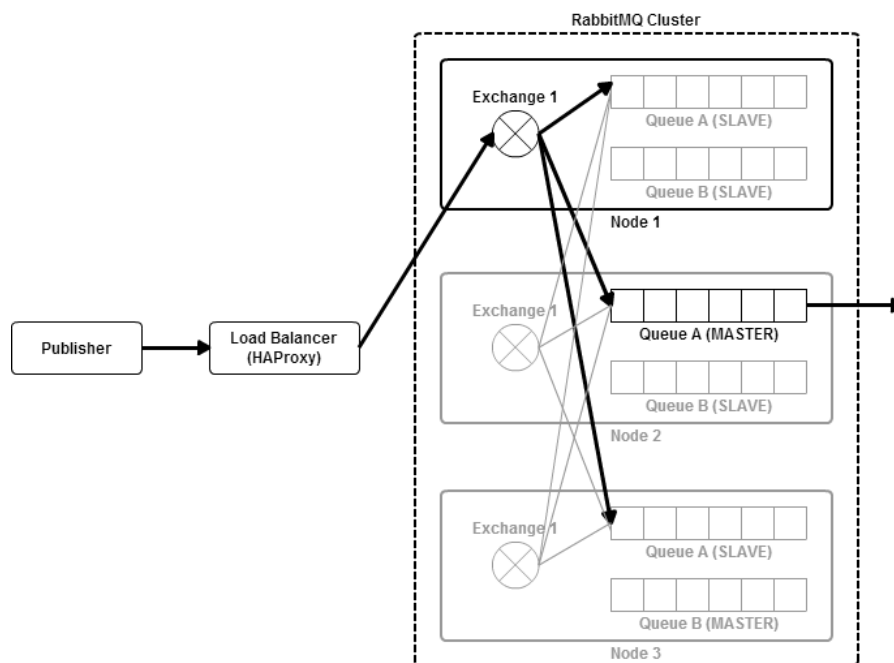 RabbitMQ Cluster
Exchange 1
Queue A (SLAVE)
Queue B (SLAVE)
Node 1
Publisher
Load Balancer
(HAProxy)
Exchange 1
Queue A (MASTER)
Queue B (SLAVE)
Node 2
Exchange 1
Queue A (SLAVE)
Queue B (MASTER)
Node 3